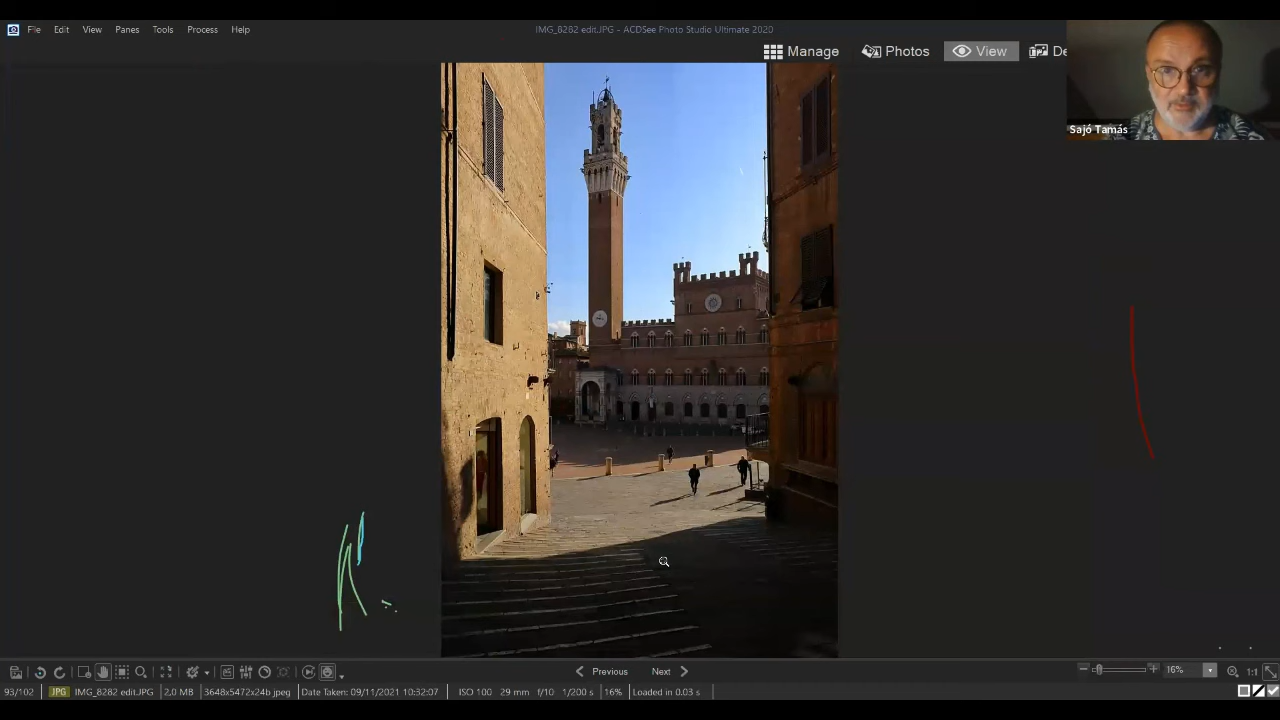 File Edit View Panes Tools Process Help
IMG_8282 edit.JPG - ACDSee Photo Studio Ultimate 2020
Manage Photos View De
Sajó Tamás
Previous Next
16% 1:1
93/102 JPG IMG_8282 edit.JPG 2,0 MB 3648x5472x24b jpeg Date Taken: 09/11/2021 10:32:07 ISO 100 29 mm f/10 1/200 s 16% Loaded in 0.03 s